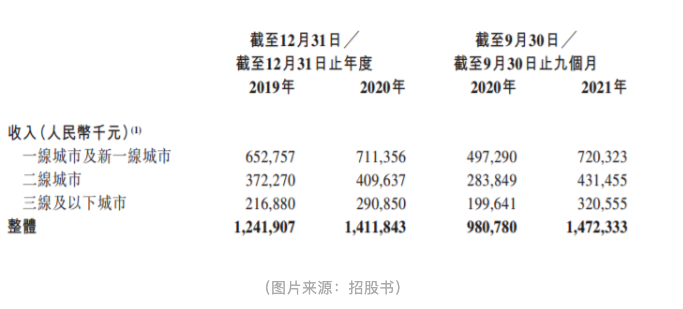 截至12月31日／ 截至9月30日／
截至12月31日止年度 截至9月30日止九個月
2019年 2020年 2020年 2021年
收入(人民幣千元)(1)
一線城市及新一線城市 652,757 711,356 497,290 720,323
二線城市 372,270 409,637 283,849 431,455
三線及以下城市 216,880 290,850 199,641 320,555
整體 1,241,907 1,411,843 980,780 1,472,333
（图片来源：招股书）